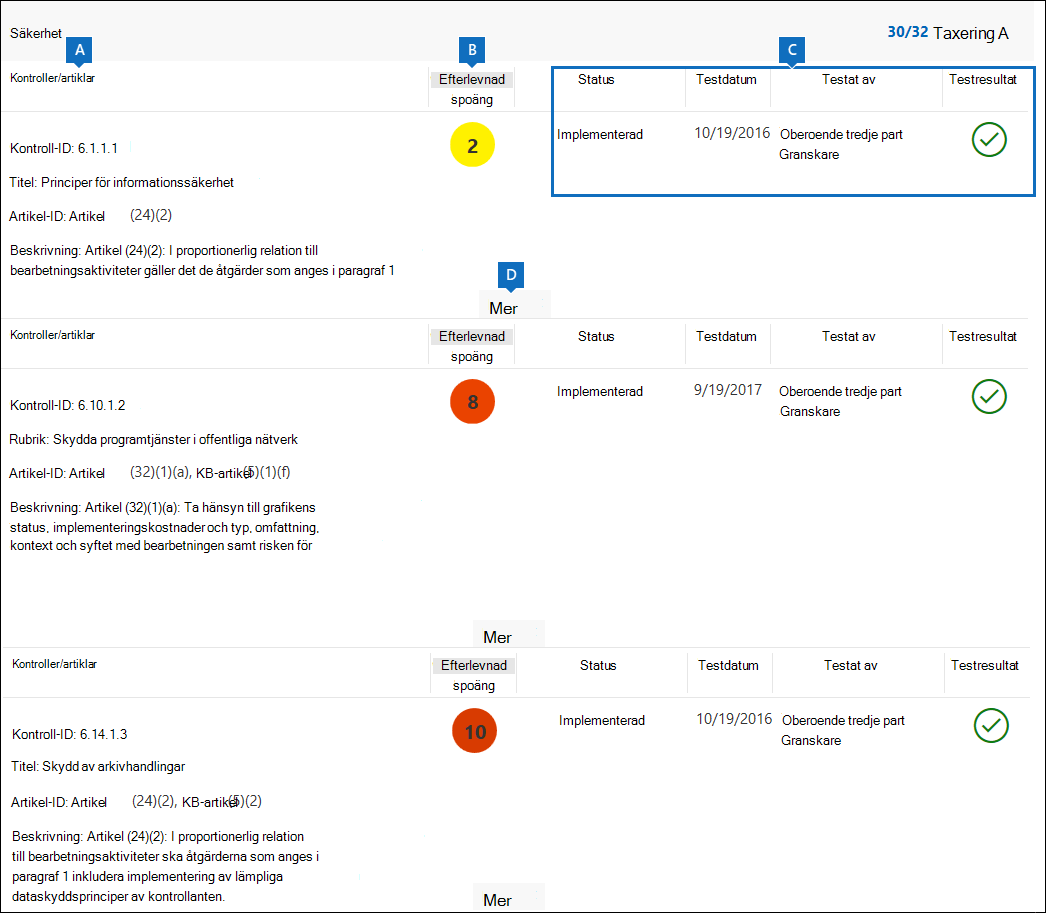 Säkerhet
30/32 Taxering A
A
B
C
Kontroller/artiklar
Efterlevnad
spoäng
Status
Testdatum
Testat av
Testresultat
Kontroll-ID: 6.1.1.1
2
Implementerad
10/19/2016
Oberoende tredje part
Granskare
Titel: Principer för informationssäkerhet
Artikel-ID: Artikel (24)(2)
Beskrivning: Artikel (24)(2): I proportionerlig relation till
bearbetningsaktiviteter gäller det de åtgärder som anges i paragraf 1
D
Mer
Kontroller/artiklar
Efterlevnad
spoäng
Status
Testdatum
Testat av
Testresultat
Kontroll-ID: 6.10.1.2
8
Implementerad
9/19/2017
Oberoende tredje part
Granskare
Rubrik: Skydda programtjänster i offentliga nätverk
Artikel-ID: Artikel (32)(1)(a), KB-artikel (5)(1)(f)
Beskrivning: Artikel (32)(1)(a): Ta hänsyn till grafikens
status, implementeringskostnader och typ, omfattning,
kontext och syftet med bearbetningen samt risken för
Mer
Kontroller/artiklar
Efterlevnad
spoäng
Status
Testdatum
Testat av
Testresultat
Kontroll-ID: 6.14.1.3
10
Implementerad
10/19/2016
Oberoende tredje part
Granskare
Titel: Skydd av arkivhandlingar
Artikel-ID: Artikel (24)(2), KB-artikel (5)(2)
Beskrivning: Artikel (24)(2): I proportionerlig relation
till bearbetningsaktiviteter ska åtgärderna som anges i
paragraf 1 inkludera implementering av lämpliga
dataskyddsprinciper av kontrollanten.
Mer